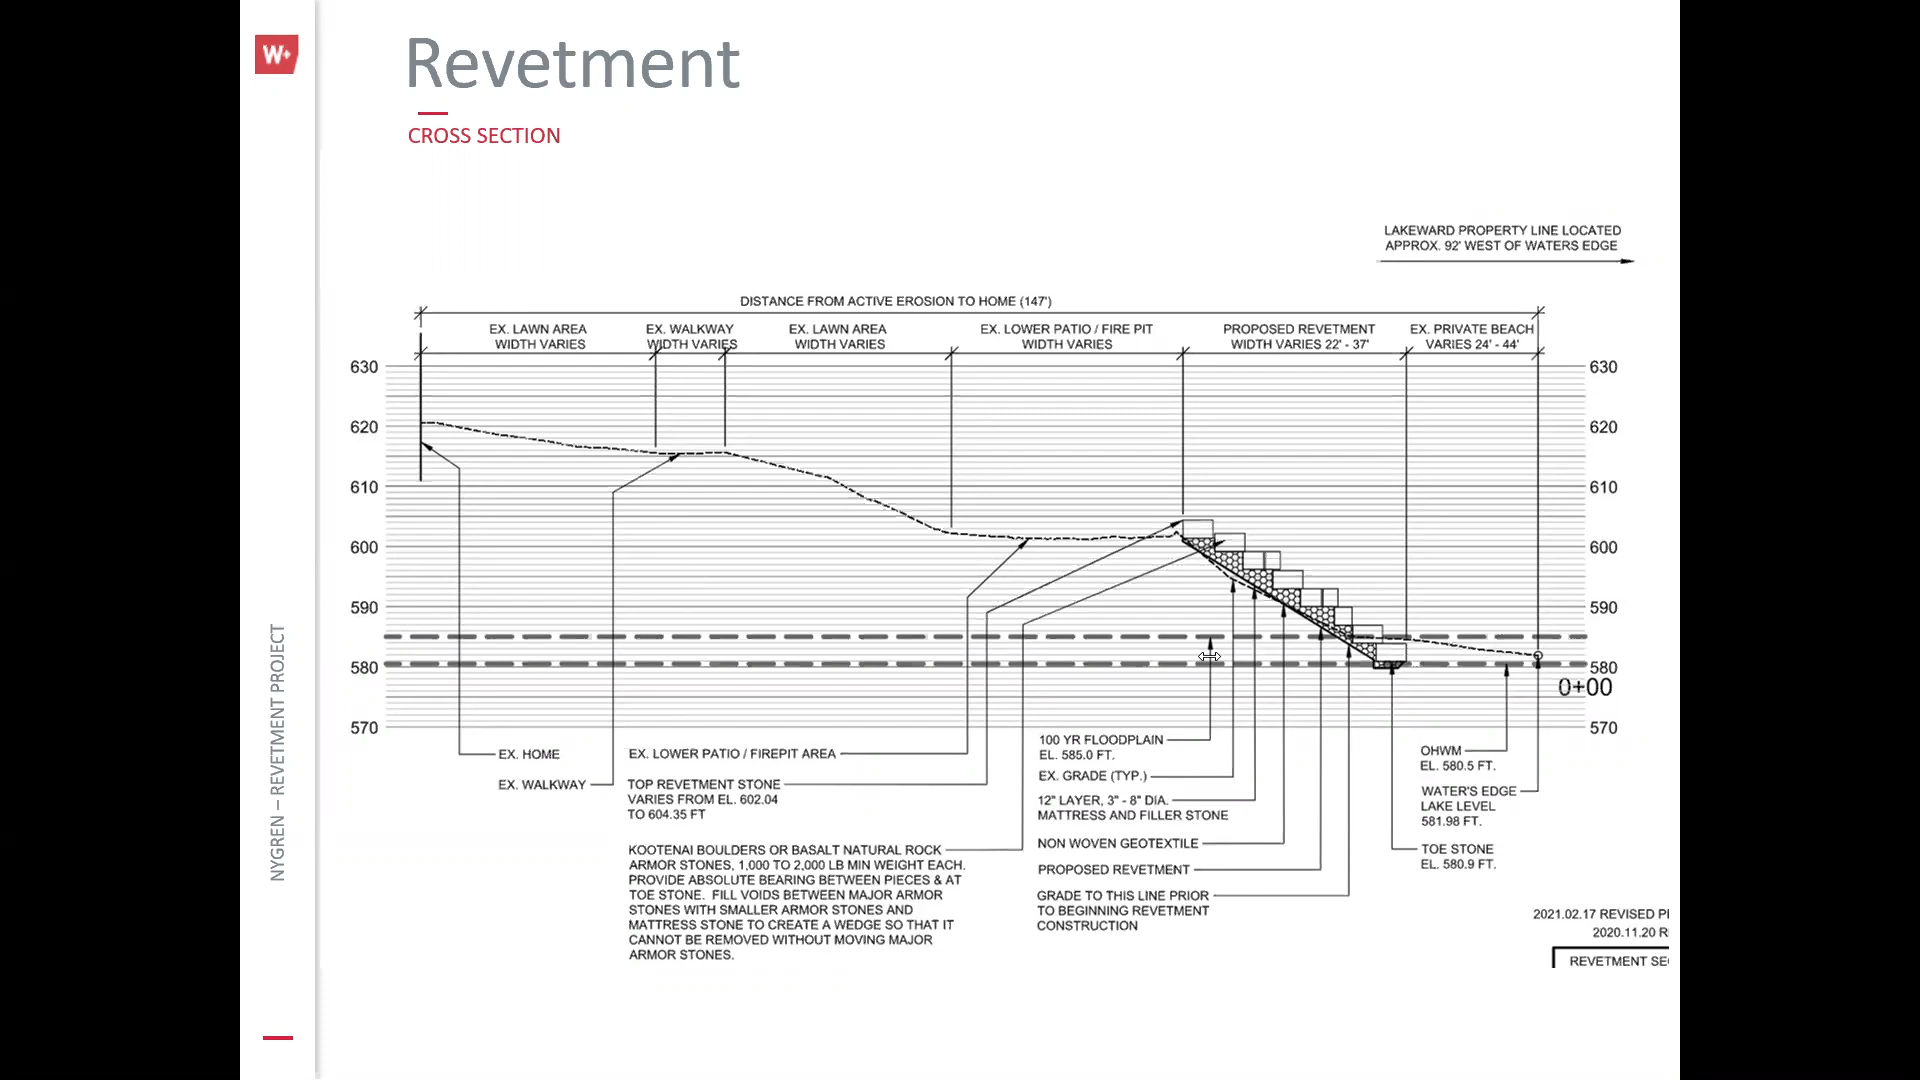 W+
Revetment
CROSS SECTION
NYGREN – REVETMENT PROJECT
LAKEWARD PROPERTY LINE LOCATED
APPROX. 92' WEST OF WATERS EDGE
DISTANCE FROM ACTIVE EROSION TO HOME (147')
EX. LAWN AREA
WIDTH VARIES
EX. WALKWAY
WIDTH VARIES
EX. LAWN AREA
WIDTH VARIES
EX. LOWER PATIO / FIRE PIT
WIDTH VARIES
PROPOSED REVETMENT
WIDTH VARIES 22' - 37'
EX. PRIVATE BEACH
VARIES 24' - 44'
630
620
610
600
590
580
570
630
620
610
600
590
580
0+00
570
EX. HOME
EX. WALKWAY
EX. LOWER PATIO / FIREPIT AREA
TOP REVETMENT STONE
VARIES FROM EL. 602.04
TO 604.35 FT
KOOTENAI BOULDERS OR BASALT NATURAL ROCK
ARMOR STONES, 1,000 TO 2,000 LB MIN WEIGHT EACH.
PROVIDE ABSOLUTE BEARING BETWEEN PIECES & AT
TOE STONE. FILL VOIDS BETWEEN MAJOR ARMOR
STONES WITH SMALLER ARMOR STONES AND
MATTRESS STONE TO CREATE A WEDGE SO THAT IT
CANNOT BE REMOVED WITHOUT MOVING MAJOR
ARMOR STONES.
100 YR FLOODPLAIN
EL. 585.0 FT.
EX. GRADE (TYP.)
12" LAYER, 3" - 8" DIA.
MATTRESS AND FILLER STONE
NON WOVEN GEOTEXTILE
PROPOSED REVETMENT
GRADE TO THIS LINE PRIOR
TO BEGINNING REVETMENT
CONSTRUCTION
OHWM
EL. 580.5 FT.
WATER'S EDGE
LAKE LEVEL
581.98 FT.
TOE STONE
EL. 580.9 FT.
2021.02.17 REVISED
2020.11.20
REVETMENT